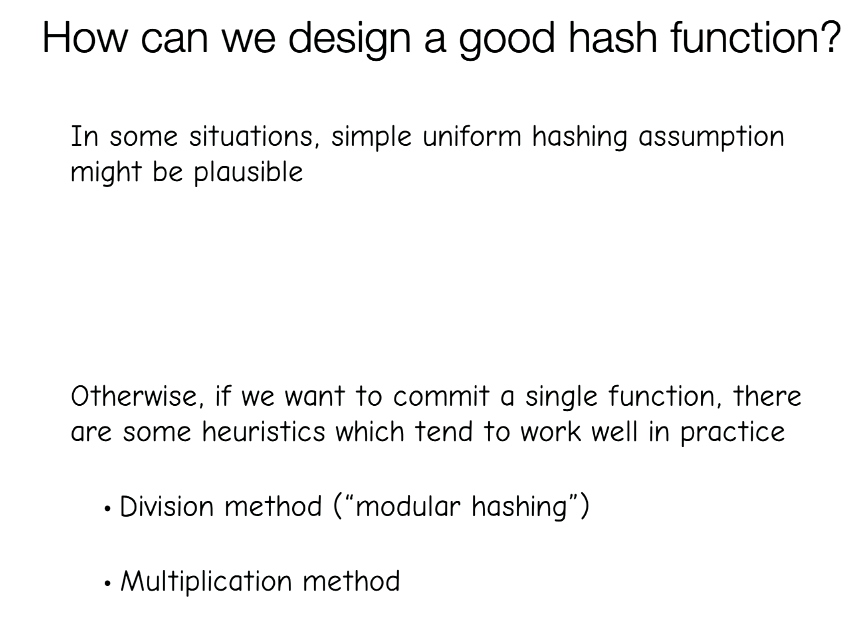 How can we design a good hash function?
In some situations, simple uniform hashing assumption
might be plausible
Otherwise, if we want to commit a single function, there
are some heuristics which tend to work well in practice
• Division method (“modular hashing”)
• Multiplication method